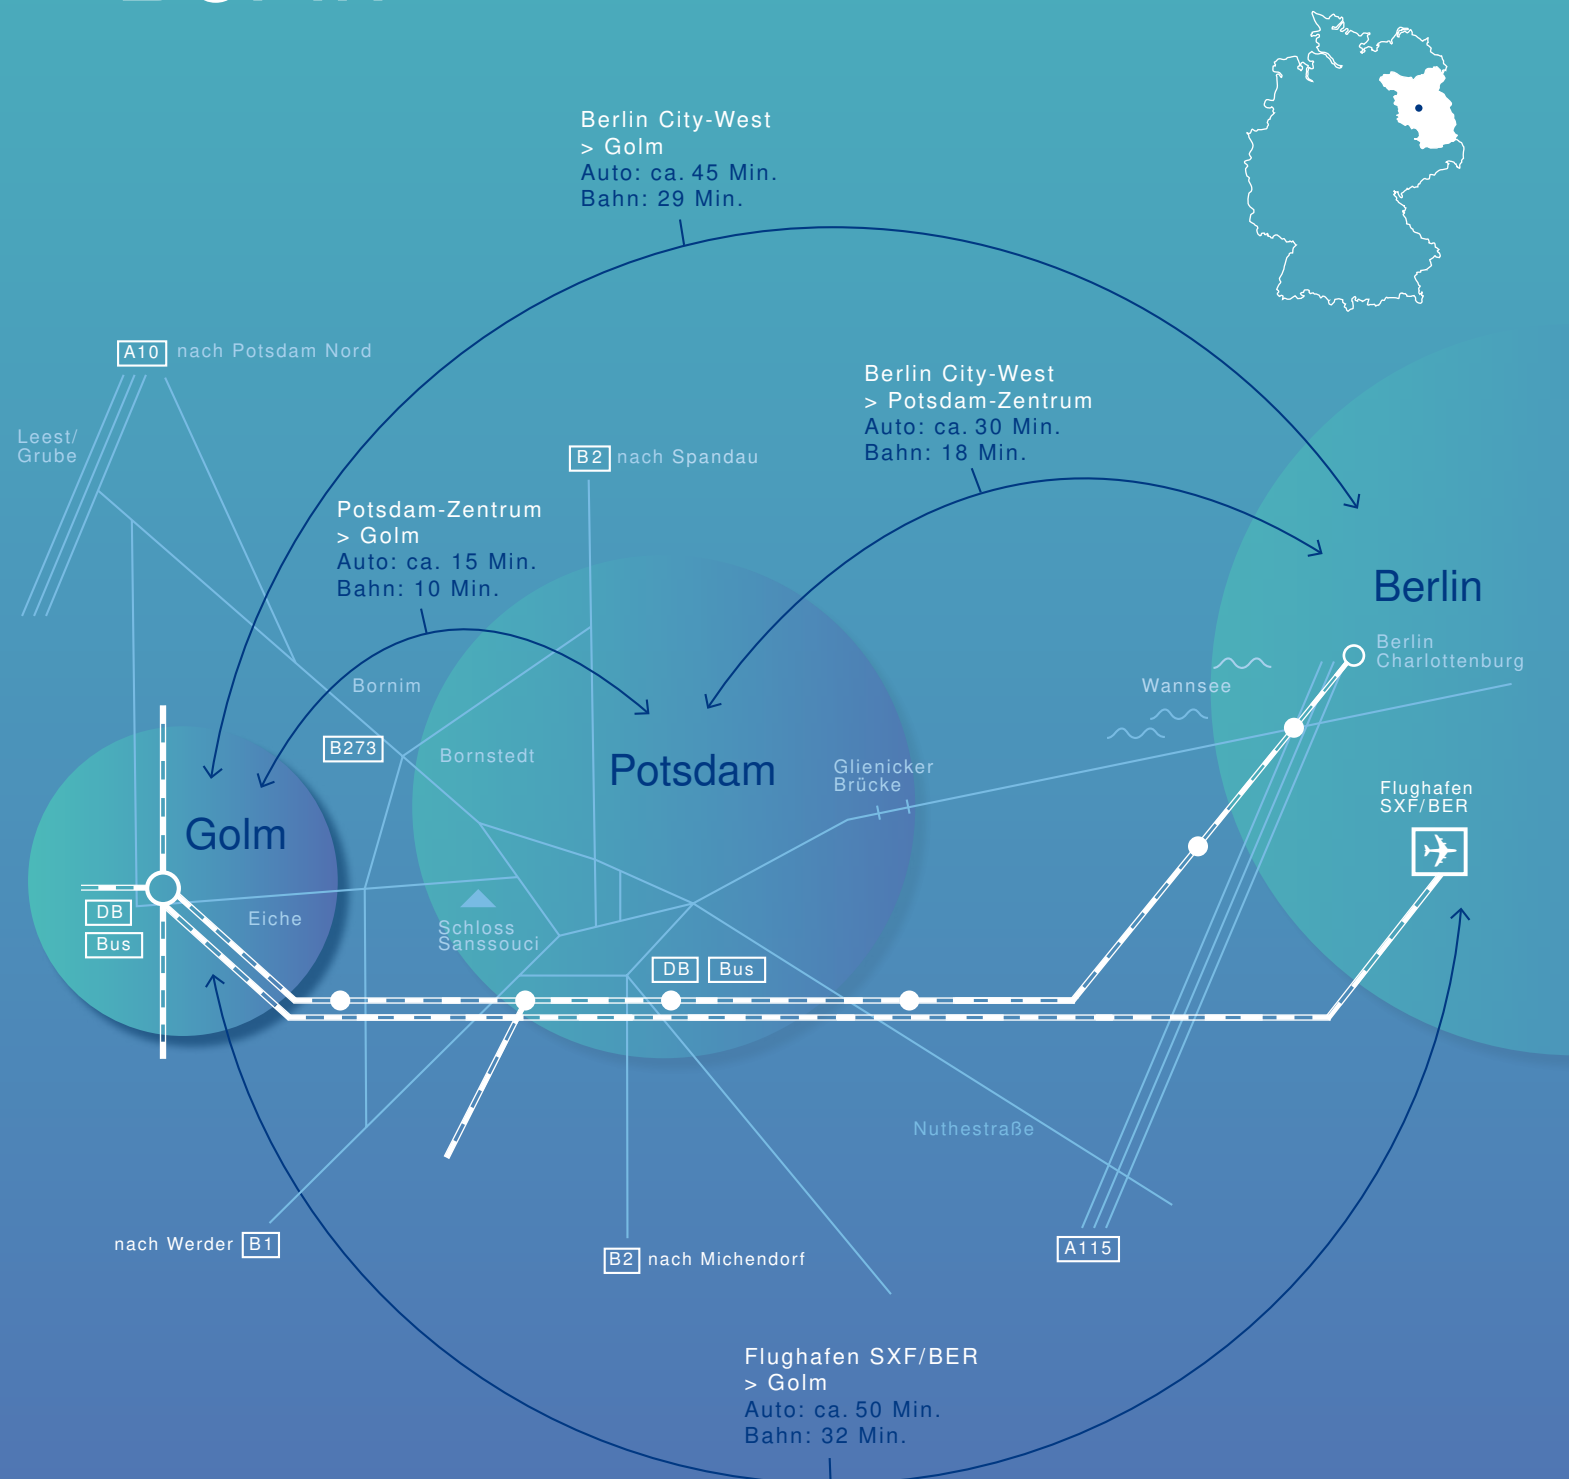 Berlin City-West
> Golm
Auto: ca. 45 Min.
Bahn: 29 Min.
A10 nach Potsdam Nord
Leest/
Grube
Berlin City-West
> Potsdam-Zentrum
Auto: ca. 30 Min.
Bahn: 18 Min.
B2 nach Spandau
Potsdam-Zentrum
> Golm
Auto: ca. 15 Min.
Bahn: 10 Min.
Berlin
Berlin
Charlottenburg
Wannsee
Bornim
B273
Bornstedt
Potsdam
Glienicker
Brücke
Flughafen
SXF/BER
Golm
DB
Bus
Eiche
Schloss
Sanssouci
DB Bus
Nuthestraße
nach Werder B1
B2 nach Michendorf
A115
Flughafen SXF/BER
> Golm
Auto: ca. 50 Min.
Bahn: 32 Min.